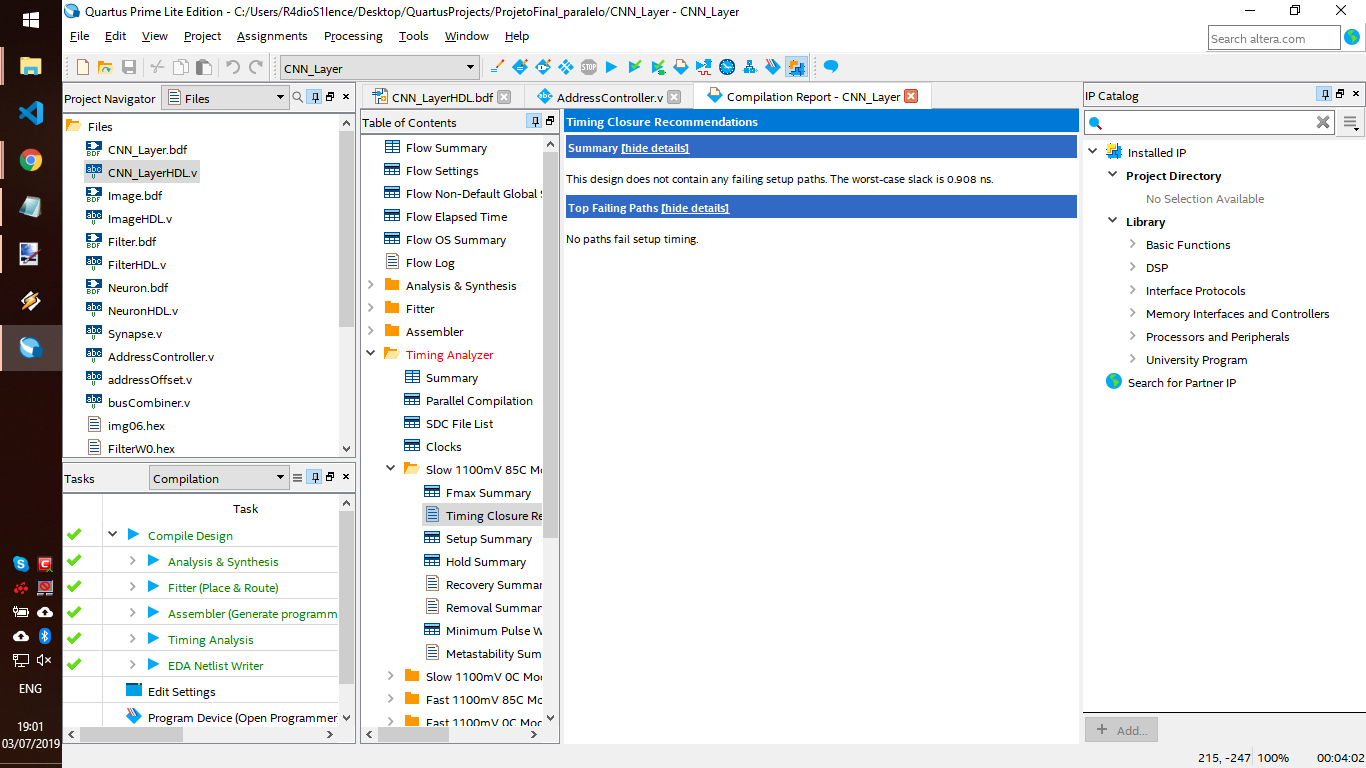 Quartus Prime Lite Edition - C:/Users/R4dioS1lence/Desktop/QuartusProjects/ProjetoFinal_paralelo/CNN_Layer - CNN_Layer
File Edit View Project Assignments Processing Tools Window Help
Search altera.com
CNN_Layer
STOP
Project Navigator
Files
Files
CNN_Layer.bdf
CNN_LayerHDL.v
Image.bdf
ImageHDL.v
Filter.bdf
FilterHDL.v
Neuron.bdf
NeuronHDL.v
Synapse.v
AddressController.v
addressOffset.v
busCombiner.v
img06.hex
FilterW0.hex
Tasks
Compilation
Task
Compile Design
Analysis & Synthesis
Fitter (Place & Route)
Assembler (Generate programm
Timing Analysis
EDA Netlist Writer
Edit Settings
Program Device (Open Programmer
CNN_LayerHDL.bdf
AddressController.v
Compilation Report - CNN_Layer
Table of Contents
Flow Summary
Flow Settings
Flow Non-Default Global S
Flow Elapsed Time
Flow OS Summary
Flow Log
Analysis & Synthesis
Fitter
Assembler
Timing Analyzer
Summary
Parallel Compilation
SDC File List
Clocks
Slow 1100mV 85C Mo
Fmax Summary
Timing Closure Re
Setup Summary
Hold Summary
Recovery Summar
Removal Summar
Minimum Pulse W
Metastability Sum
Slow 1100mV 0C Mod
Fast 1100mV 85C Mo
Fast 1100mV 0C Mod
Timing Closure Recommendations
Summary [hide details]
This design does not contain any failing setup paths. The worst-case slack is 0.908 ns.
Top Failing Paths [hide details]
No paths fail setup timing.
IP Catalog
Installed IP
Project Directory
No Selection Available
Library
Basic Functions
DSP
Interface Protocols
Memory Interfaces and Controllers
Processors and Peripherals
University Program
Search for Partner IP
+ Add...
215, -247 100% 00:04:02
ENG
19:01
03/07/2019